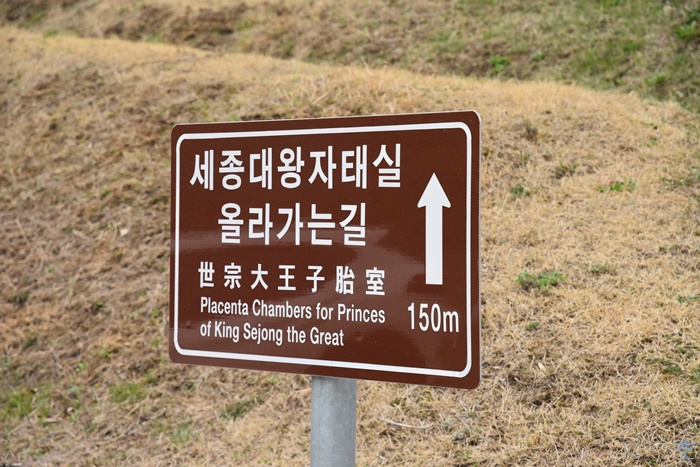 세종대왕자태실
올라가는길
世宗大王子胎室
Placenta Chambers for Princes
of King Sejong the Great
150m